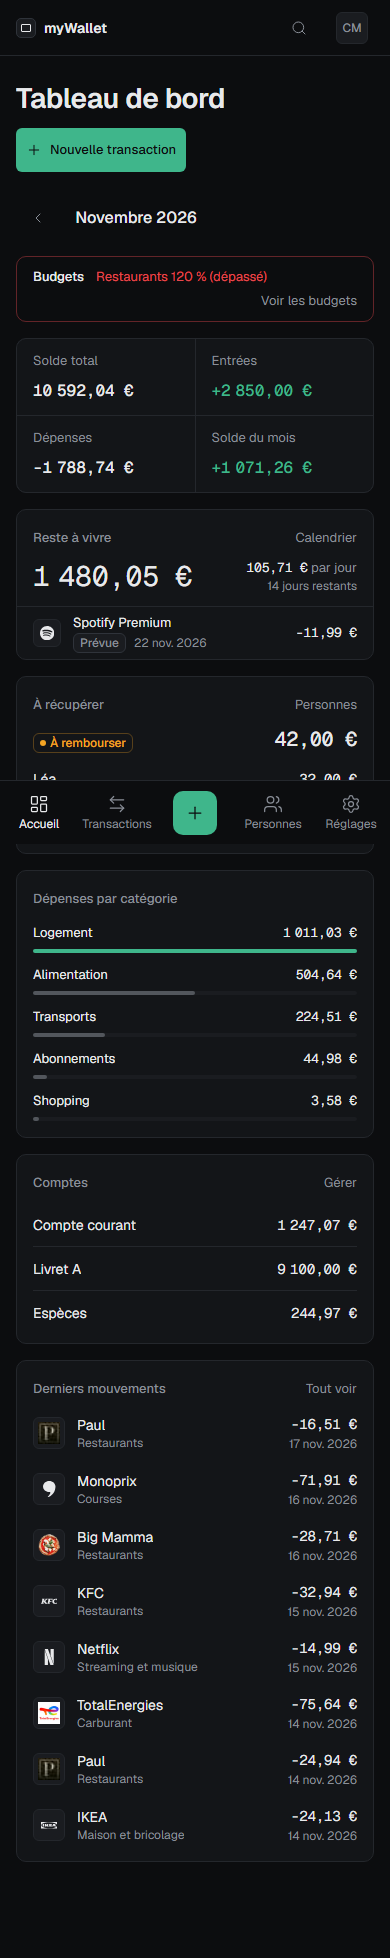 myWallet
CM
Tableau de bord
+ Nouvelle transaction
Novembre 2026
Budgets Restaurants 120 % (dépassé)
Voir les budgets
Solde total
Entrées
10 592,04 €
+2 850,00 €
Dépenses
Solde du mois
-1 788,74 €
+1 071,26 €
Reste à vivre
Calendrier
1 480,05 €
105,71 € par jour
14 jours restants
Spotify Premium
Prévue 22 nov. 2026
-11,99 €
À récupérer
Personnes
À rembourser
42,00 €
Léa
32,00 €
Accueil
Transactions
Personnes
Réglages
Dépenses par catégorie
Logement
1 011,03 €
Alimentation
504,64 €
Transports
224,51 €
Abonnements
44,98 €
Shopping
3,58 €
Comptes
Gérer
Compte courant
1 247,07 €
Livret A
9 100,00 €
Espèces
244,97 €
Derniers mouvements
Tout voir
P
Paul
-16,51 €
Restaurants
17 nov. 2026
Monoprix
-71,91 €
Courses
16 nov. 2026
Big Mamma
-28,71 €
Restaurants
16 nov. 2026
KFC
KFC
-32,94 €
Restaurants
15 nov. 2026
N
Netflix
-14,99 €
Streaming et musique
15 nov. 2026
TotalEnergies
TotalEnergies
-75,64 €
Carburant
14 nov. 2026
P
Paul
-24,94 €
Restaurants
14 nov. 2026
IKEA
IKEA
-24,13 €
Maison et bricolage
14 nov. 2026